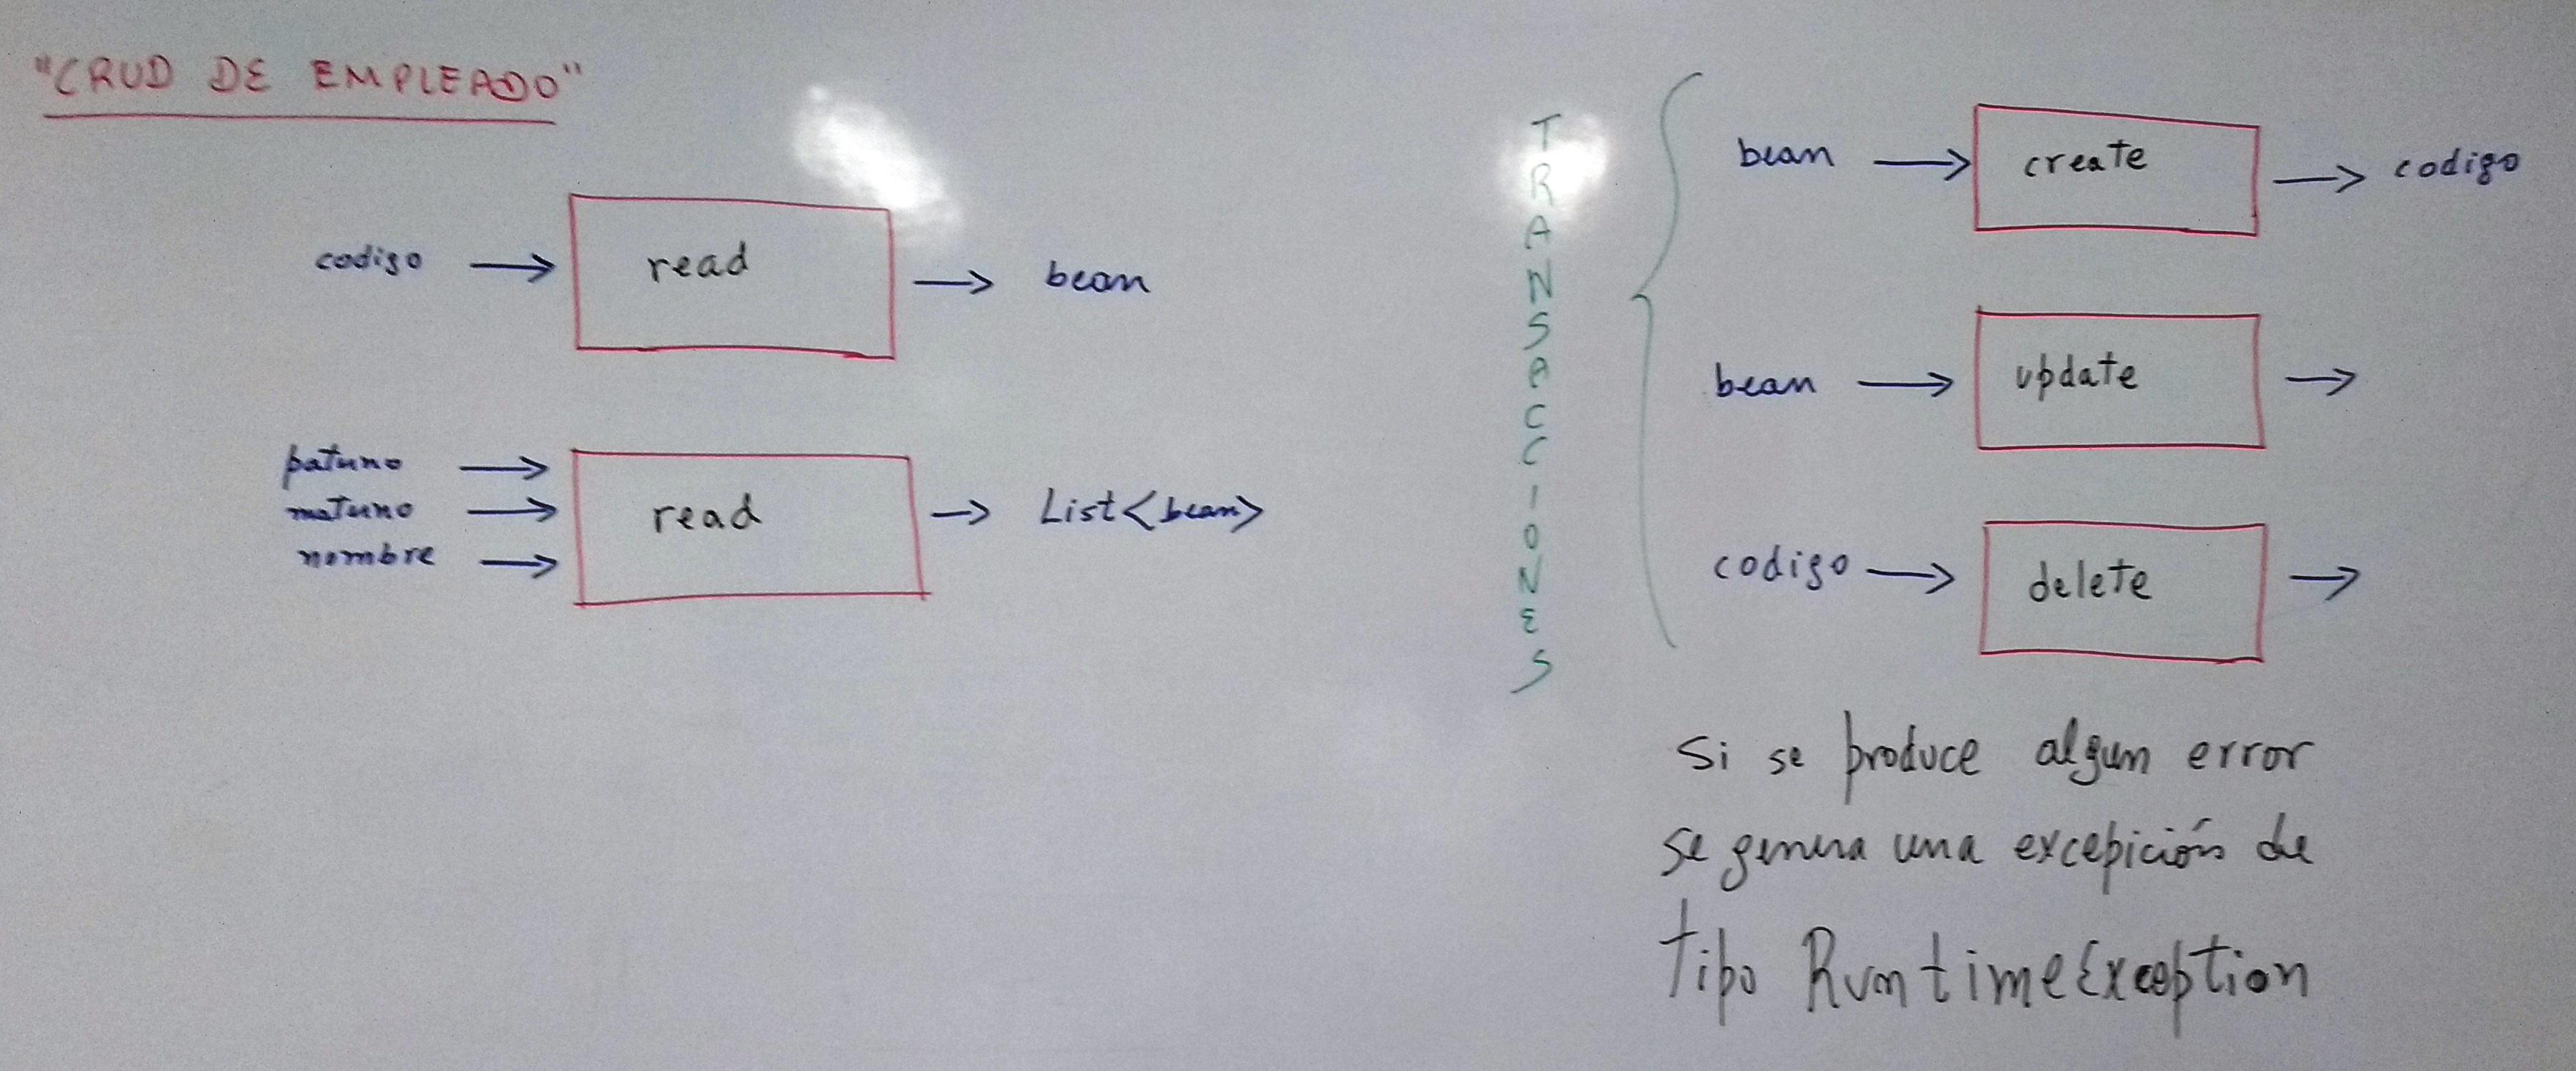 "CRUD DE EMPLEADO"
codigo → read → bean
paterno →
materno → read → List<bean>
nombre →
TRANSACCIONES
bean → create → codigo
bean → update →
codigo → delete →
Si se produce algun error
se genera una excepición de
tipo RuntimeException